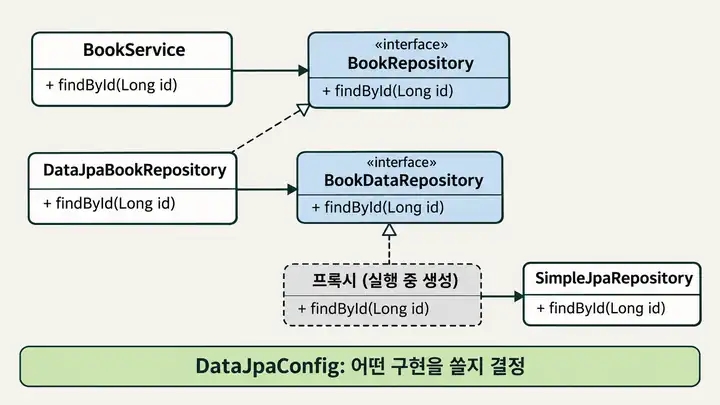 BookService
+ findById(Long id)
«interface»
BookRepository
+ findById(Long id)
DataJpaBookRepository
+ findById(Long id)
«interface»
BookDataRepository
+ findById(Long id)
프록시 (실행 중 생성)
+ findById(Long id)
SimpleJpaRepository
+ findById(Long id)
DataJpaConfig: 어떤 구현을 쓸지 결정